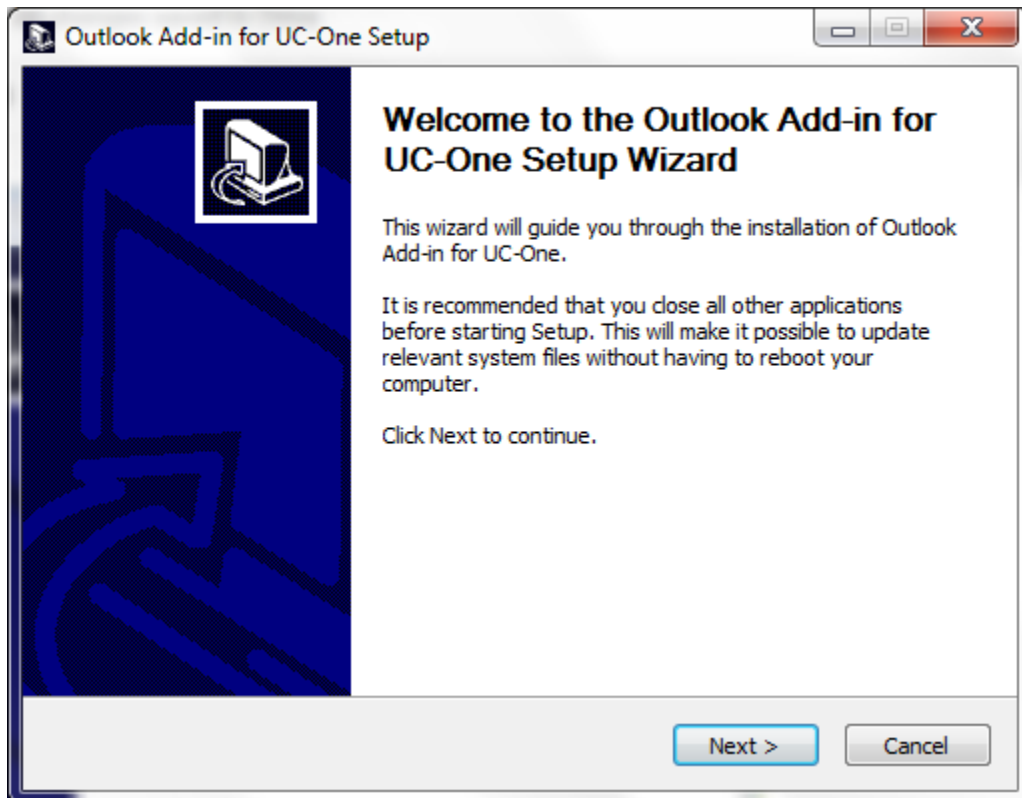 Outlook Add-in for UC-One Setup
Welcome to the Outlook Add-in for
UC-One Setup Wizard
This wizard will guide you through the installation of Outlook
Add-in for UC-One.
It is recommended that you close all other applications
before starting Setup. This will make it possible to update
relevant system files without having to reboot your
computer.
Click Next to continue.
Next >
Cancel